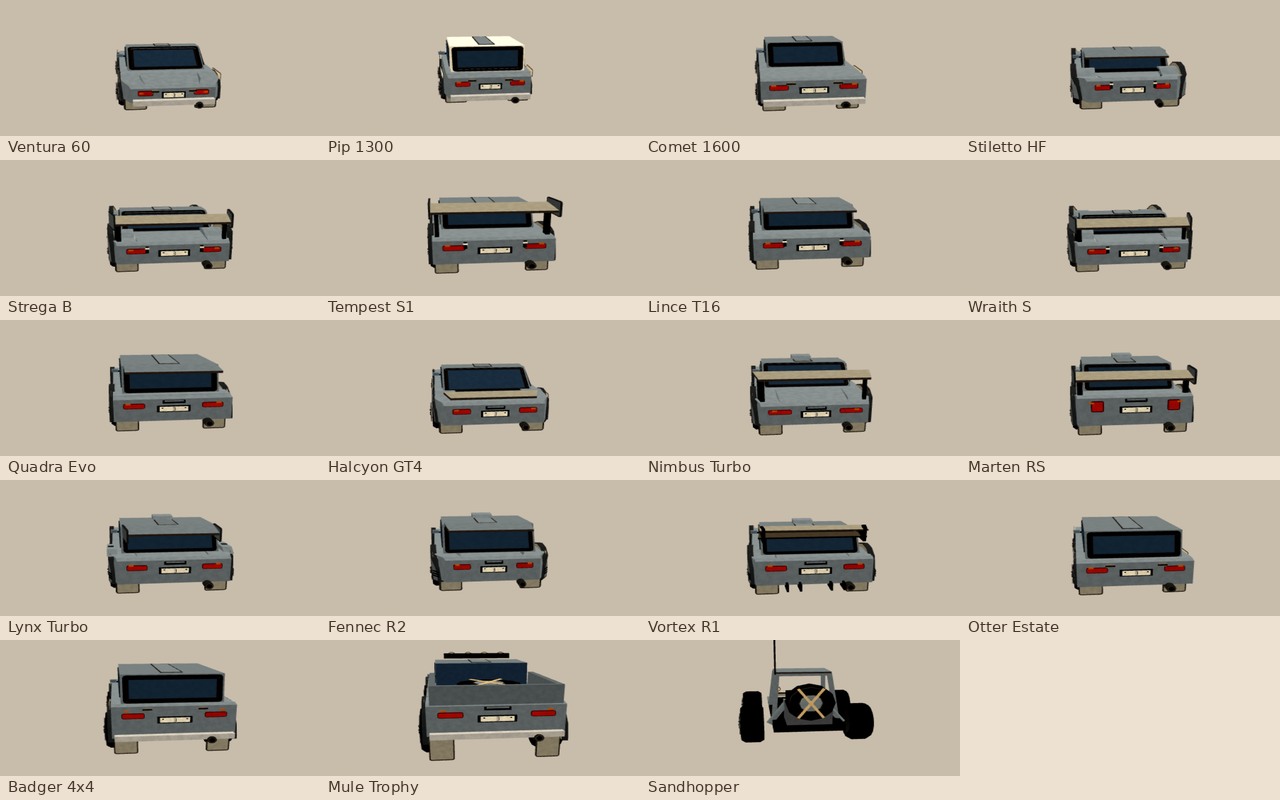 Ventura 60
Pip 1300
Comet 1600
Stiletto HF
Strega B
Tempest S1
Lince T16
Wraith S
Quadra Evo
Halcyon GT4
Nimbus Turbo
Marten RS
Lynx Turbo
Fennec R2
Vortex R1
Otter Estate
Badger 4x4
Mule Trophy
Sandhopper